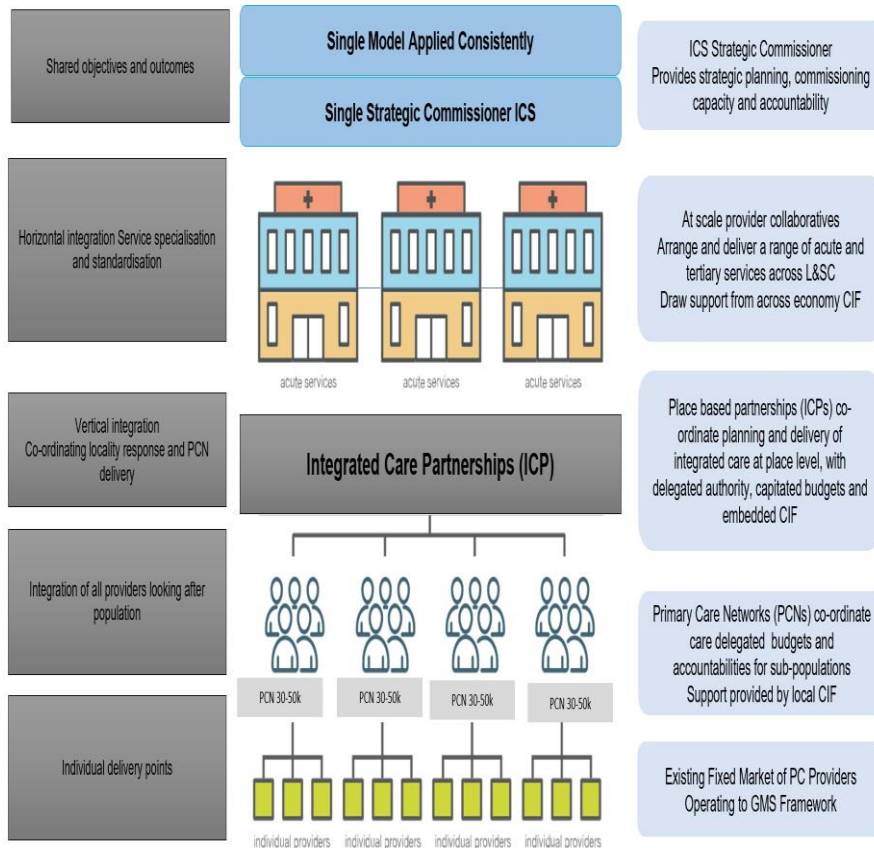 Shared objectives and outcomes
Single Model Applied Consistently
Single Strategic Commissioner ICS
ICS Strategic Commissioner
Provides strategic planning, commissioning
capacity and accountability
Horizontal integration Service specialisation
and standardisation
acute services
acute services
acute services
At scale provider collaboratives
Arrange and deliver a range of acute and
tertiary services across L&SC
Draw support from across economy CIF
Vertical integration
Co-ordinating locality response and PCN
delivery
Integrated Care Partnerships (ICP)
Place based partnerships (ICPs) co-
ordinate planning and delivery of
integrated care at place level, with
delegated authority, capitated budgets and
embedded CIF
Integration of all providers looking after
population
PCN 30-50k
PCN 30-50k
PCN 30-50k
PCN 30-50k
Primary Care Networks (PCNs) co-ordinate
care delegated budgets and
accountabilities for sub-populations
Support provided by local CIF
Individual delivery points
individual providers
individual providers
individual providers
individual providers
Existing Fixed Market of PC Providers
Operating to GMS Framework